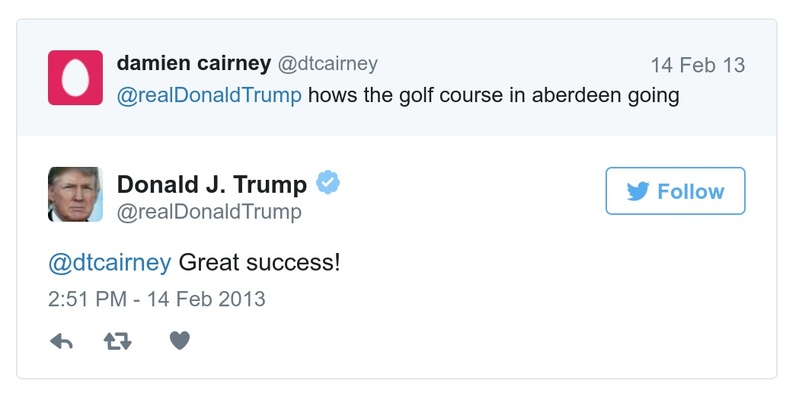 damien cairney @dtcairney 14 Feb 13
@realDonaldTrump hows the golf course in aberdeen going
Donald J. Trump
@realDonaldTrump
Follow
@dtcairney Great success!
2:51 PM - 14 Feb 2013